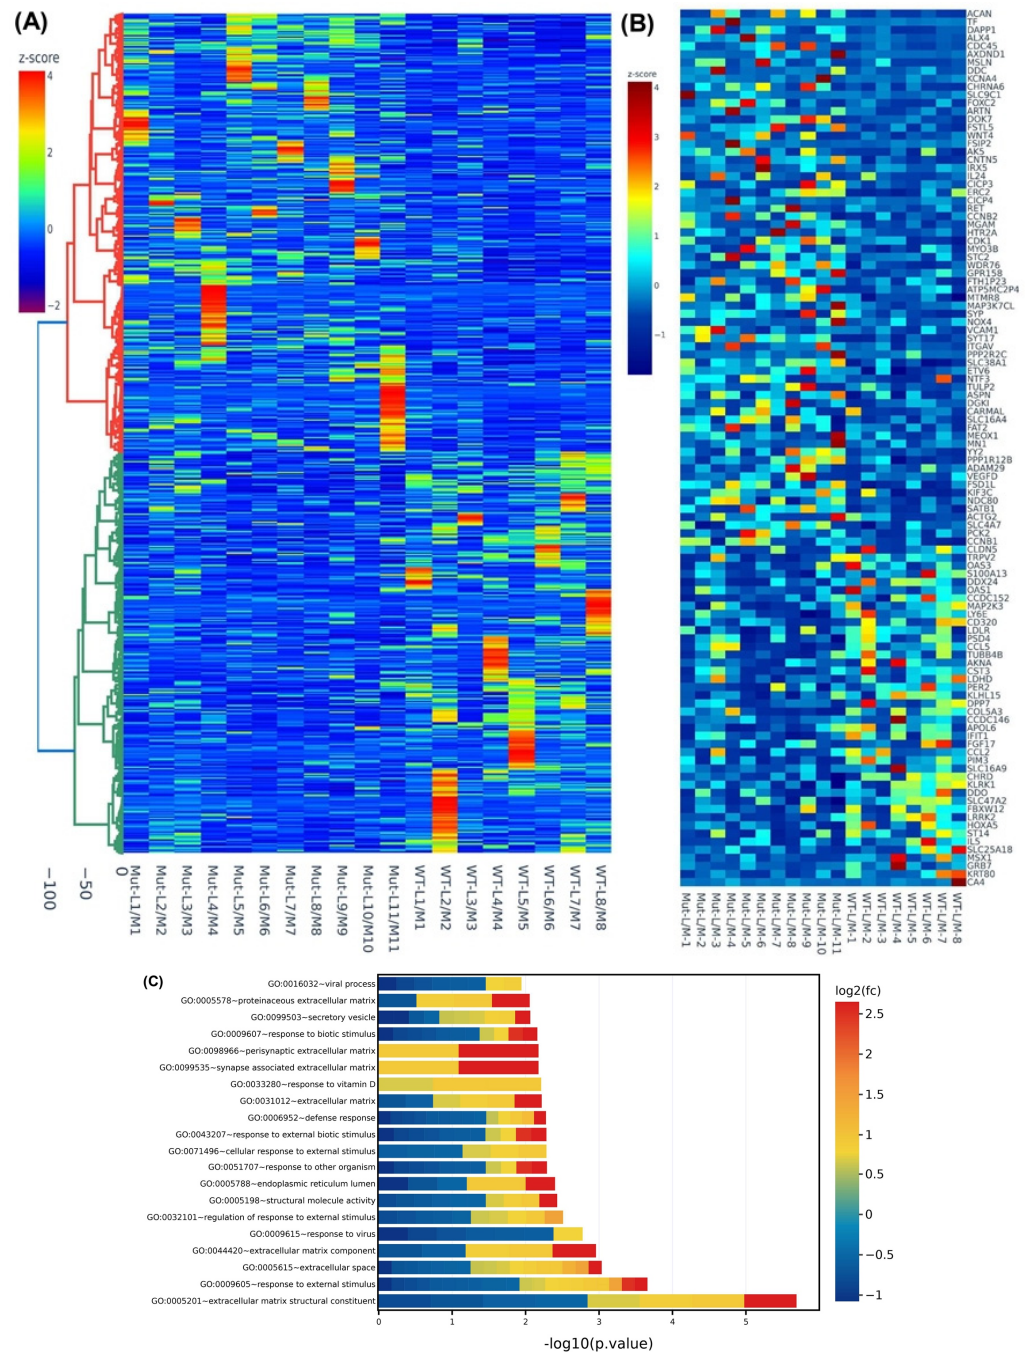 (A)
z-score
4
2
0
−2
−100
−50
0
Mut-L1/M1
Mut-L2/M2
Mut-L3/M3
Mut-L4/M4
Mut-L5/M5
Mut-L6/M6
Mut-L7/M7
Mut-L8/M8
Mut-L9/M9
Mut-L10/M10
Mut-L11/M11
WT-L1/M1
WT-L2/M2
WT-L3/M3
WT-L4/M4
WT-L5/M5
WT-L6/M6
WT-L7/M7
WT-L8/M8
(B)
z-score
4
3
2
1
0
−1
ACAN
TF
DAPP1
ALX4
CDC45
AXDND1
MSLN
DDC
KCNA4
CHRNA6
SLC9C1
FOXC2
ARTN
DOK7
FSTL5
WNT4
FSIP2
AK5
CNTN5
IRX5
IL24
CICP3
ERC2
CICP4
RET
CCNB2
MGAM
HTR2A
CDK1
MYO3B
STC2
WDR76
GPR158
FTH1P23
ATP5MC2P4
MTMR8
MAP3K7CL
SYP
NOX4
VCAM1
SYT17
ITGAV
PPP2R2C
SLC38A1
ETV6
NTF3
TULP2
ASPN
DGKI
CARMAL
SLC16A4
FAT2
MEOX1
MN1
YY2
PPP1R12B
ADAM29
VEGFD
FSD1L
KIF3C
NDC80
SATB1
ACTG2
SLC4A7
PCK2
CCNB1
CLDN5
TRPV2
OAS3
S100A13
DDX24
OAS1
CCDC152
MAP2K3
LY6E
CD320
LDLR
PSD4
CCL5
TUBB4B
AKNA
CST3
LDHD
PER2
KLHL15
DPP7
COL5A3
CCDC146
APOL6
IFIT1
FGF17
CCL2
PIM3
SLC16A9
CHRD
KLRK1
DDO
SLC47A2
FBXW12
LRRK2
HOXA5
ST14
IL5
SLC25A18
MSX1
GRB7
KRT80
CA4
Mut-L/M-1
Mut-L/M-2
Mut-L/M-3
Mut-L/M-4
Mut-L/M-5
Mut-L/M-6
Mut-L/M-7
Mut-L/M-8
Mut-L/M-9
Mut-L/M-10
Mut-L/M-11
WT-L/M-1
WT-L/M-2
WT-L/M-3
WT-L/M-4
WT-L/M-5
WT-L/M-6
WT-L/M-7
WT-L/M-8
(C)
GO:0016032~viral process
GO:0005578~proteinaceous extracellular matrix
GO:0099503~secretory vesicle
GO:0009607~response to biotic stimulus
GO:0098966~perisynaptic extracellular matrix
GO:0099535~synapse associated extracellular matrix
GO:0033280~response to vitamin D
GO:0031012~extracellular matrix
GO:0006952~defense response
GO:0043207~response to external biotic stimulus
GO:0071496~cellular response to external stimulus
GO:0051707~response to other organism
GO:0005788~endoplasmic reticulum lumen
GO:0005198~structural molecule activity
GO:0032101~regulation of response to external stimulus
GO:0009615~response to virus
GO:0044420~extracellular matrix component
GO:0005615~extracellular space
GO:0009605~response to external stimulus
GO:0005201~extracellular matrix structural constituent
0 1 2 3 4 5
-log10(p.value)
log2(fc)
2.5
2
1.5
1
0.5
0
−0.5
−1